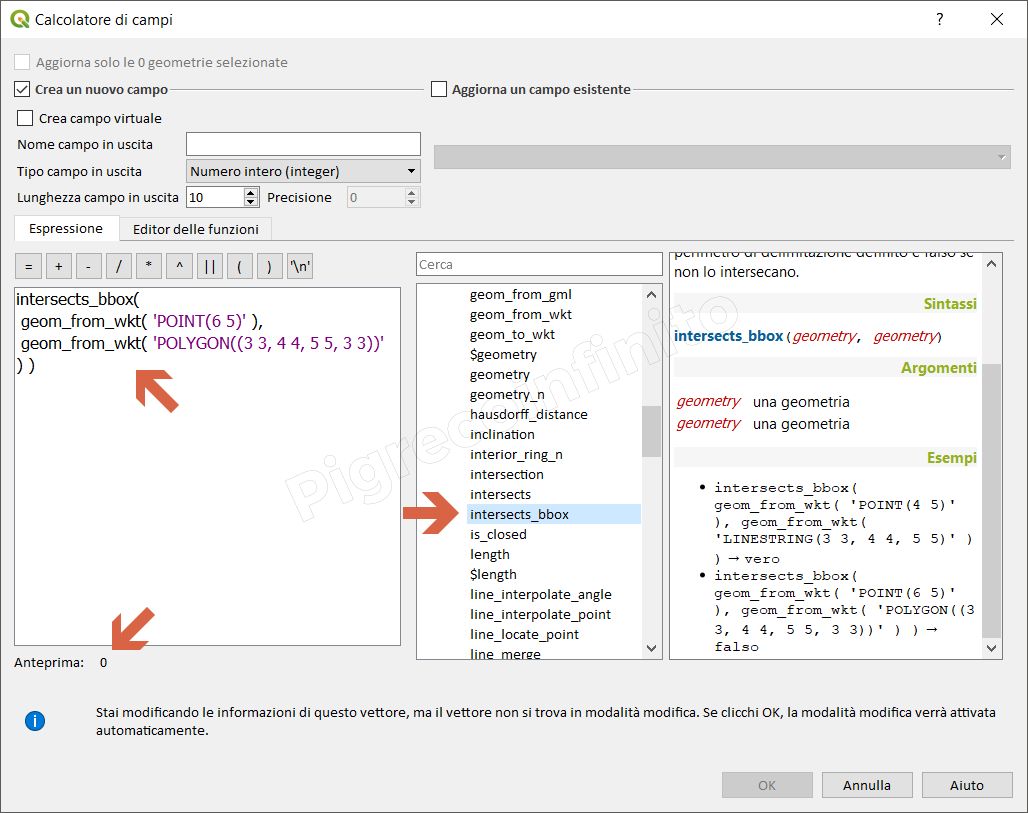 Calcolatore di campi
?
Aggiorna solo le 0 geometrie selezionate
Crea un nuovo campo
Aggiorna un campo esistente
Crea campo virtuale
Nome campo in uscita
Tipo campo in uscita
Numero intero (integer)
Lunghezza campo in uscita
10
Precisione
0
Espressione
Editor delle funzioni
= + - / * ^ || ( ) '\n'
intersects_bbox(
geom_from_wkt( 'POINT(6 5)' ),
geom_from_wkt( 'POLYGON((3 3, 4 4, 5 5, 3 3))'
) )
Anteprima: 0
Cerca
geom_from_gml
geom_from_wkt
geom_to_wkt
$geometry
geometry
geometry_n
hausdorff_distance
inclination
interior_ring_n
intersection
intersects
intersects_bbox
is_closed
length
$length
line_interpolate_angle
line_interpolate_point
line_locate_point
line_merge
perimetro di delimitazione definito e falso se
non lo intersecano.
Sintassi
intersects_bbox(geometry, geometry)
Argomenti
geometry una geometria
geometry una geometria
Esempi
• intersects_bbox(
geom_from_wkt( 'POINT(4 5)'
), geom_from_wkt(
'LINESTRING(3 3, 4 4, 5 5)' )
) → vero
• intersects_bbox(
geom_from_wkt( 'POINT(6 5)'
), geom_from_wkt( 'POLYGON((3
3, 4 4, 5 5, 3 3))' ) ) →
falso
Pigrecoinfinito
Stai modificando le informazioni di questo vettore, ma il vettore non si trova in modalità modifica. Se clicchi OK, la modalità modifica verrà attivata
automaticamente.
OK
Annulla
Aiuto